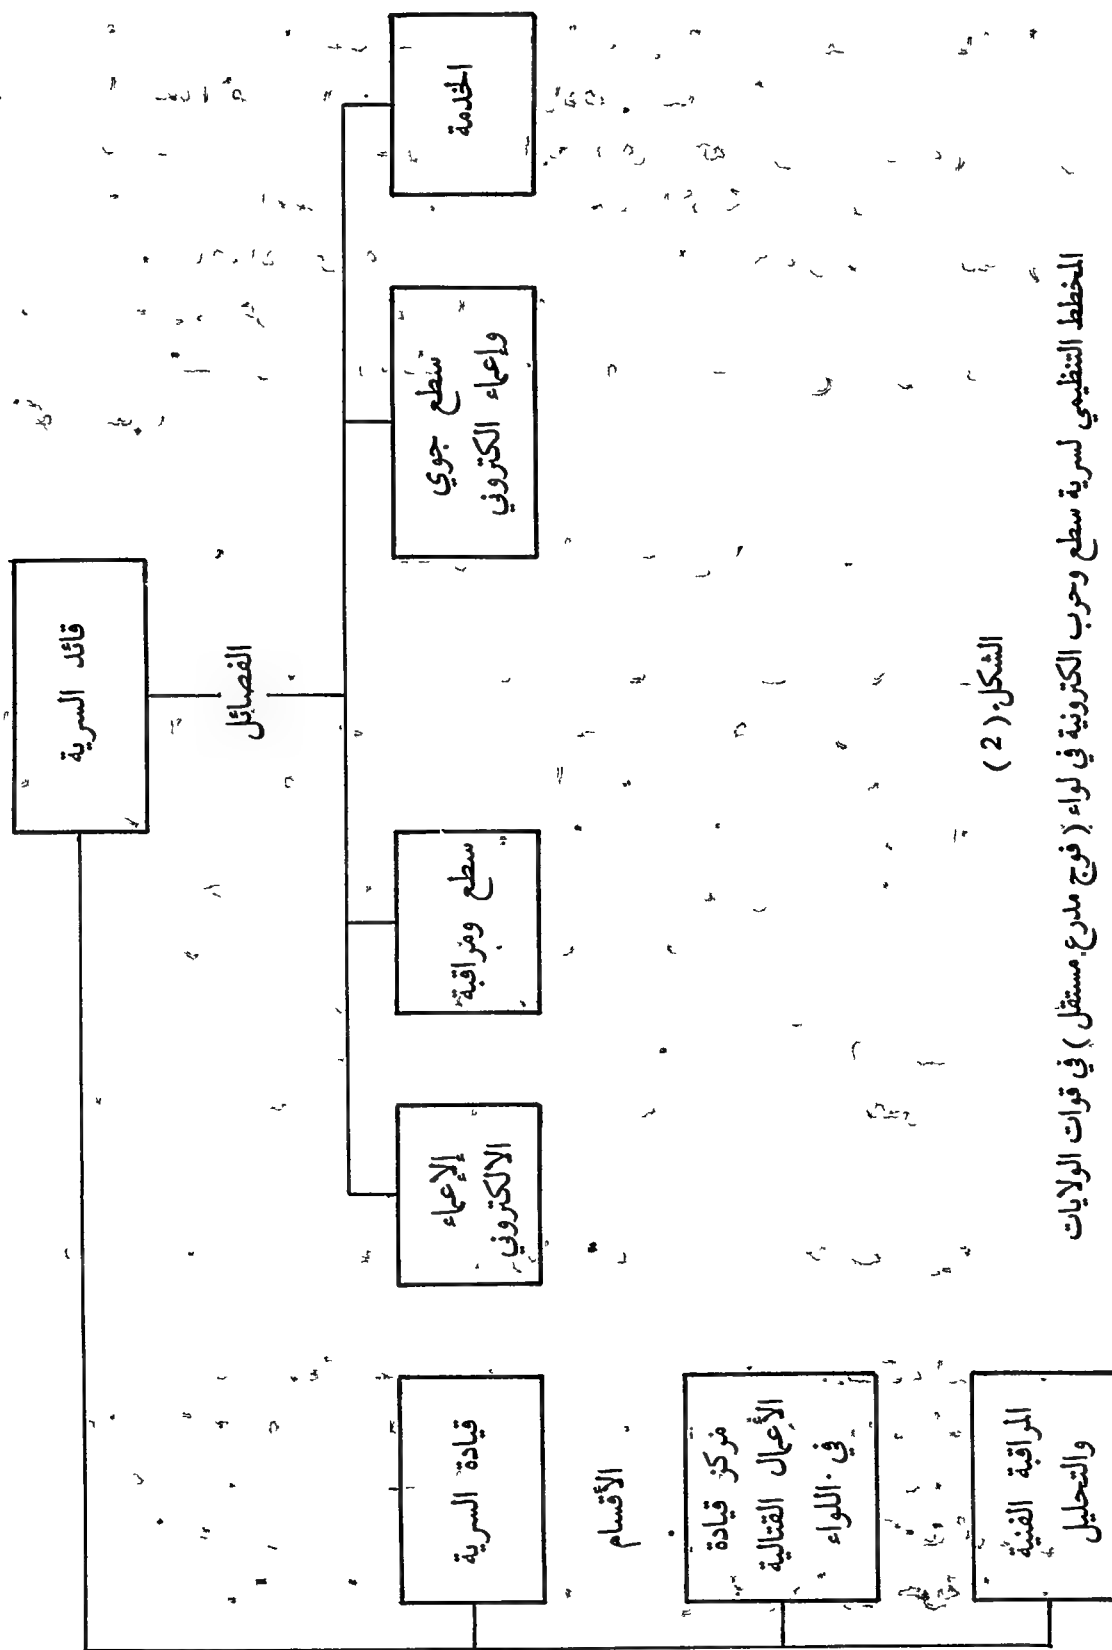 قائد السرية
الفصائل
الخدمة
تسطع جوي
وإعماء الكتروني
سطع ومراقبة
الإعماء
الالكتروني
قيادة السرية
الأقسام
مركز قيادة
الأعمال القتالية
في اللواء
المراقبة الفنية
والتحليل
الشكل (2)
المخطط التنظيمي لسرية سطع وحرب الكترونية في لواء (فوج مدرع مستقل) في قوات الولايات